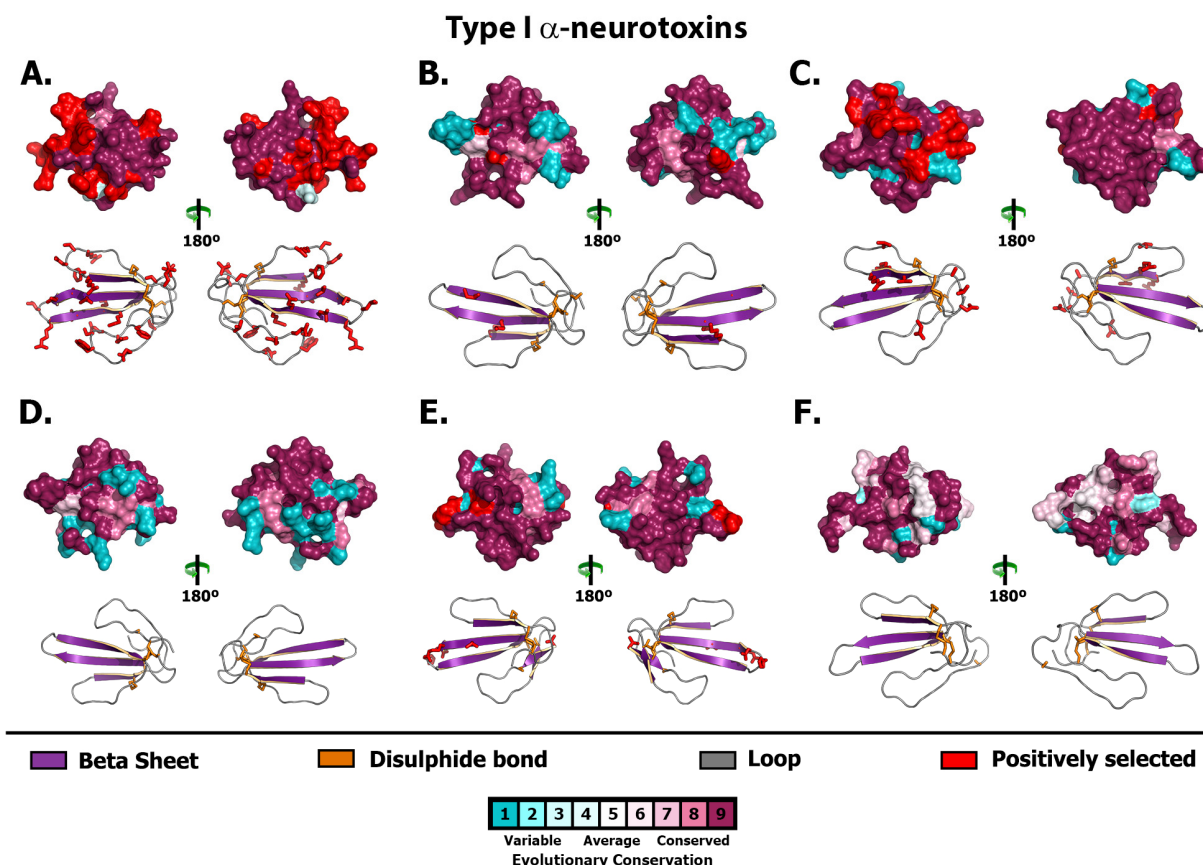 Type I α-neurotoxins
A.
B.
C.
180º
180º
180º
D.
E.
F.
180º
180º
180º
Beta Sheet
Disulphide bond
Loop
Positively selected
1 2 3 4 5 6 7 8 9
Variable Average Conserved
Evolutionary Conservation